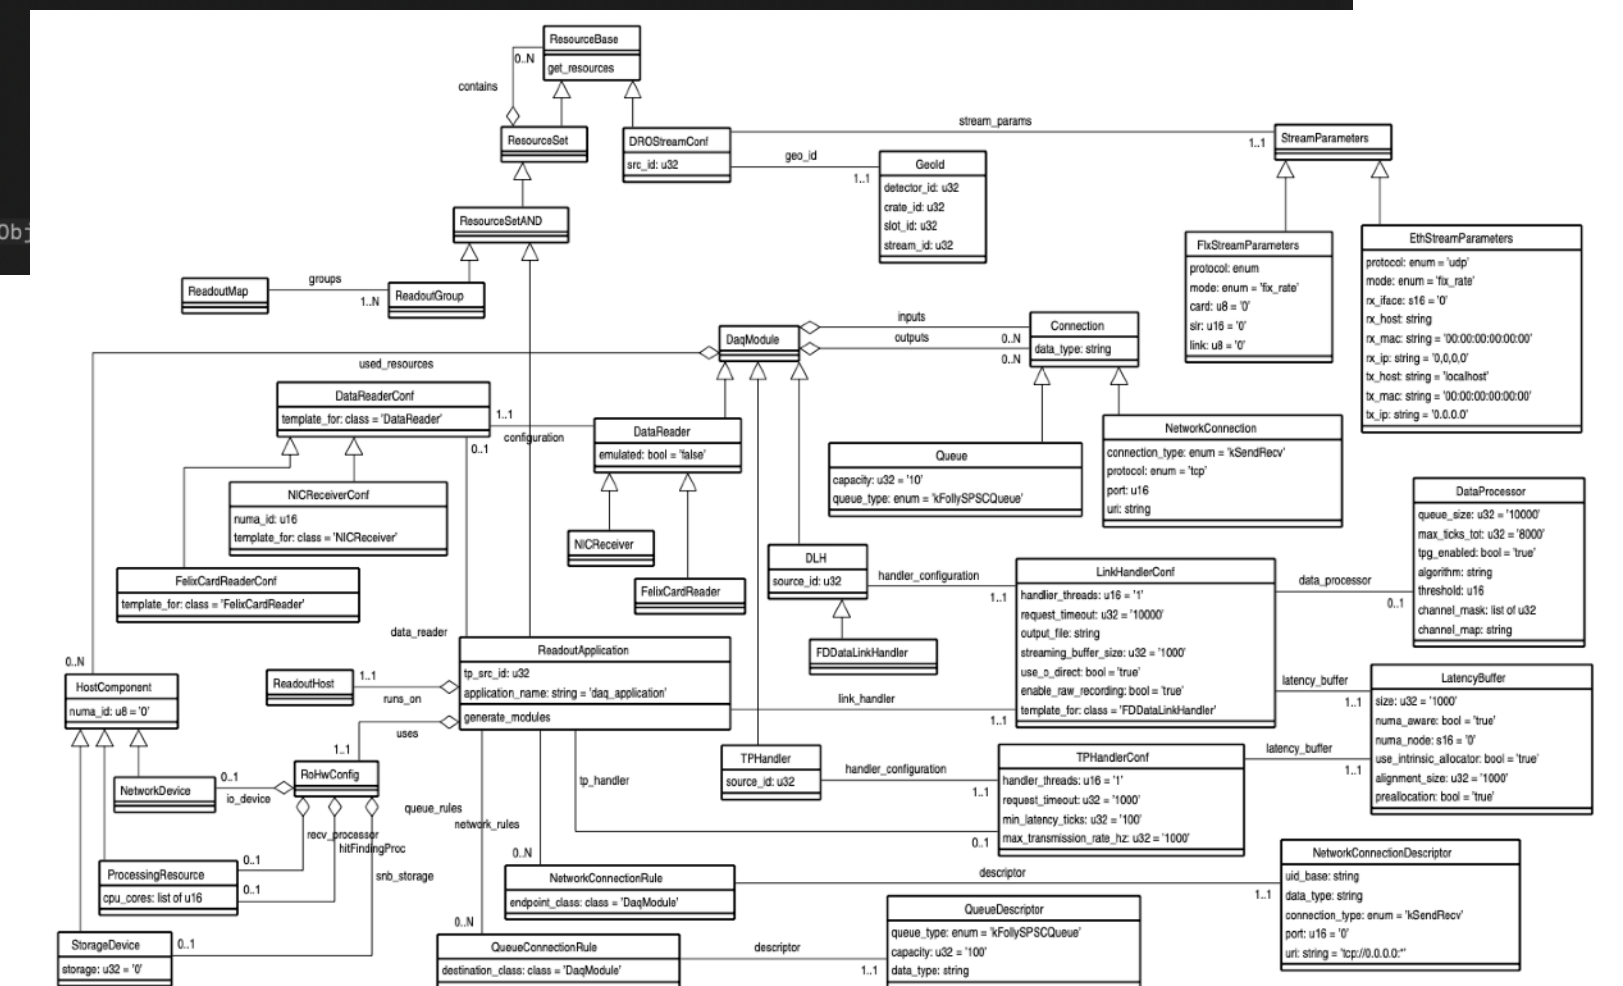 Obj
ResourceBase
get_resources
0..N
contains
ResourceSet
DROStreamConf
src_id: u32
stream_params
1..1
StreamParameters
geo_id
1..1
GeoId
detector_id: u32
crate_id: u32
slot_id: u32
stream_id: u32
ResourceSetAND
FlxStreamParameters
protocol: enum
mode: enum = 'fix_rate'
card: u8 = '0'
slr: u16 = '0'
link: u8 = '0'
EthStreamParameters
protocol: enum = 'udp'
mode: enum = 'fix_rate'
rx_iface: s16 = '0'
rx_host: string
rx_mac: string = '00:00:00:00:00:00'
rx_ip: string = '0,0,0,0'
tx_host: string = 'localhost'
tx_mac: string = '00:00:00:00:00:00'
tx_ip: string = '0.0.0.0'
ReadoutMap
groups
1..N
ReadoutGroup
DaqModule
inputs
0..N
outputs
0..N
Connection
data_type: string
used_resources
DataReaderConf
template_for: class = 'DataReader'
1..1
configuration
0..1
DataReader
emulated: bool = 'false'
Queue
capacity: u32 = '10'
queue_type: enum = 'kFollySPSCQueue'
NetworkConnection
connection_type: enum = 'kSendRecv'
protocol: enum = 'tcp'
port: u16
uri: string
NICReceiverConf
numa_id: u16
template_for: class = 'NICReceiver'
DataProcessor
queue_size: u32 = '10000'
max_ticks_tot: u32 = '8000'
tpg_enabled: bool = 'true'
algorithm: string
threshold: u16
channel_mask: list of u32
channel_map: string
NICReceiver
DLH
source_id: u32
handler_configuration
1..1
LinkHandlerConf
handler_threads: u16 = '1'
request_timeout: u32 = '10000'
output_file: string
streaming_buffer_size: u32 = '1000'
use_o_direct: bool = 'true'
enable_raw_recording: bool = 'true'
template_for: class = 'FDDataLinkHandler'
data_processor
0..1
FelixCardReaderConf
template_for: class = 'FelixCardReader'
FelixCardReader
data_reader
ReadoutApplication
tp_src_id: u32
application_name: string = 'daq_application'
generate_modules
FDDataLinkHandler
0..N
HostComponent
numa_id: u8 = '0'
ReadoutHost
1..1
runs_on
uses
1..1
link_handler
1..1
latency_buffer
1..1
LatencyBuffer
size: u32 = '1000'
numa_aware: bool = 'true'
numa_node: s16 = '0'
use_intrinsic_allocator: bool = 'true'
alignment_size: u32 = '1000'
preallocation: bool = 'true'
NetworkDevice
0..1
io_device
RoHwConfig
tp_handler
TPHandler
source_id: u32
handler_configuration
1..1
TPHandlerConf
handler_threads: u16 = '1'
request_timeout: u32 = '1000'
min_latency_ticks: u32 = '100'
max_transmission_rate_hz: u32 = '1000'
latency_buffer
1..1
queue_rules
network_rules
recv_processor
hitFindingProc
snb_storage
0..1
ProcessingResource
cpu_cores: list of u16
0..1
0..1
0..N
NetworkConnectionRule
endpoint_class: class = 'DaqModule'
descriptor
1..1
NetworkConnectionDescriptor
uid_base: string
data_type: string
connection_type: enum = 'kSendRecv'
port: u16 = '0'
uri: string = 'tcp://0.0.0.0:*'
0..N
QueueConnectionRule
destination_class: class = 'DaqModule'
descriptor
1..1
QueueDescriptor
queue_type: enum = 'kFollySPSCQueue'
capacity: u32 = '100'
data_type: string
StorageDevice
storage: u32 = '0'
0..1